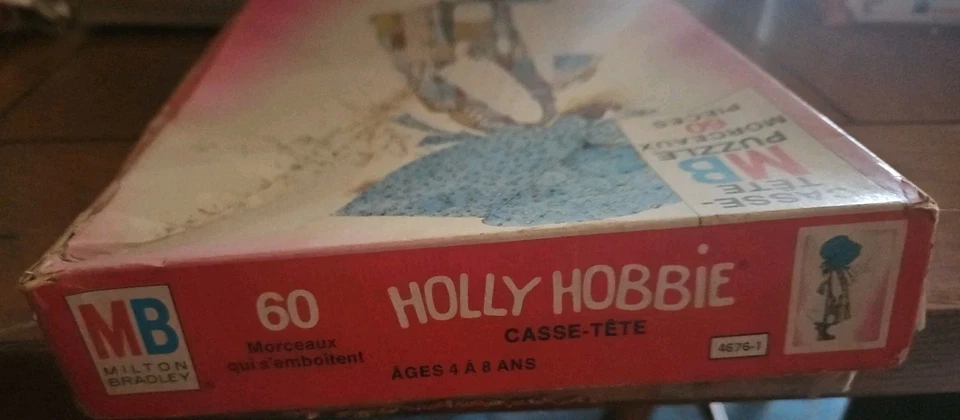 CASSE-
TÊTE
MB
PUZZLE
60
MORCEAUX
PIECES
MB
MILTON
BRADLEY
60
Morceaux
qui s'emboîtent
HOLLY HOBBiE
CASSE-TÊTE
ÂGES 4 À 8 ANS
4676-1